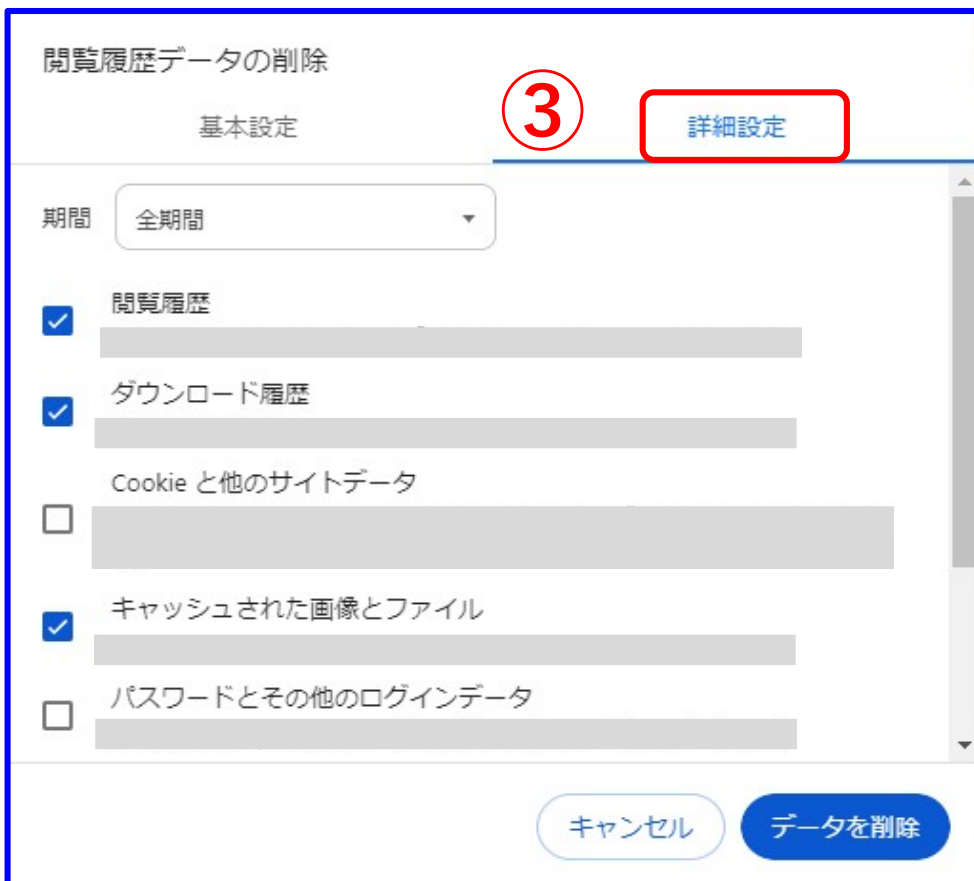 閲覧履歴データの削除
基本設定
③
詳細設定
期間
全期間
閲覧履歴
ダウンロード履歴
Cookie と他のサイトデータ
キャッシュされた画像とファイル
パスワードとその他のログインデータ
キャンセル
データを削除